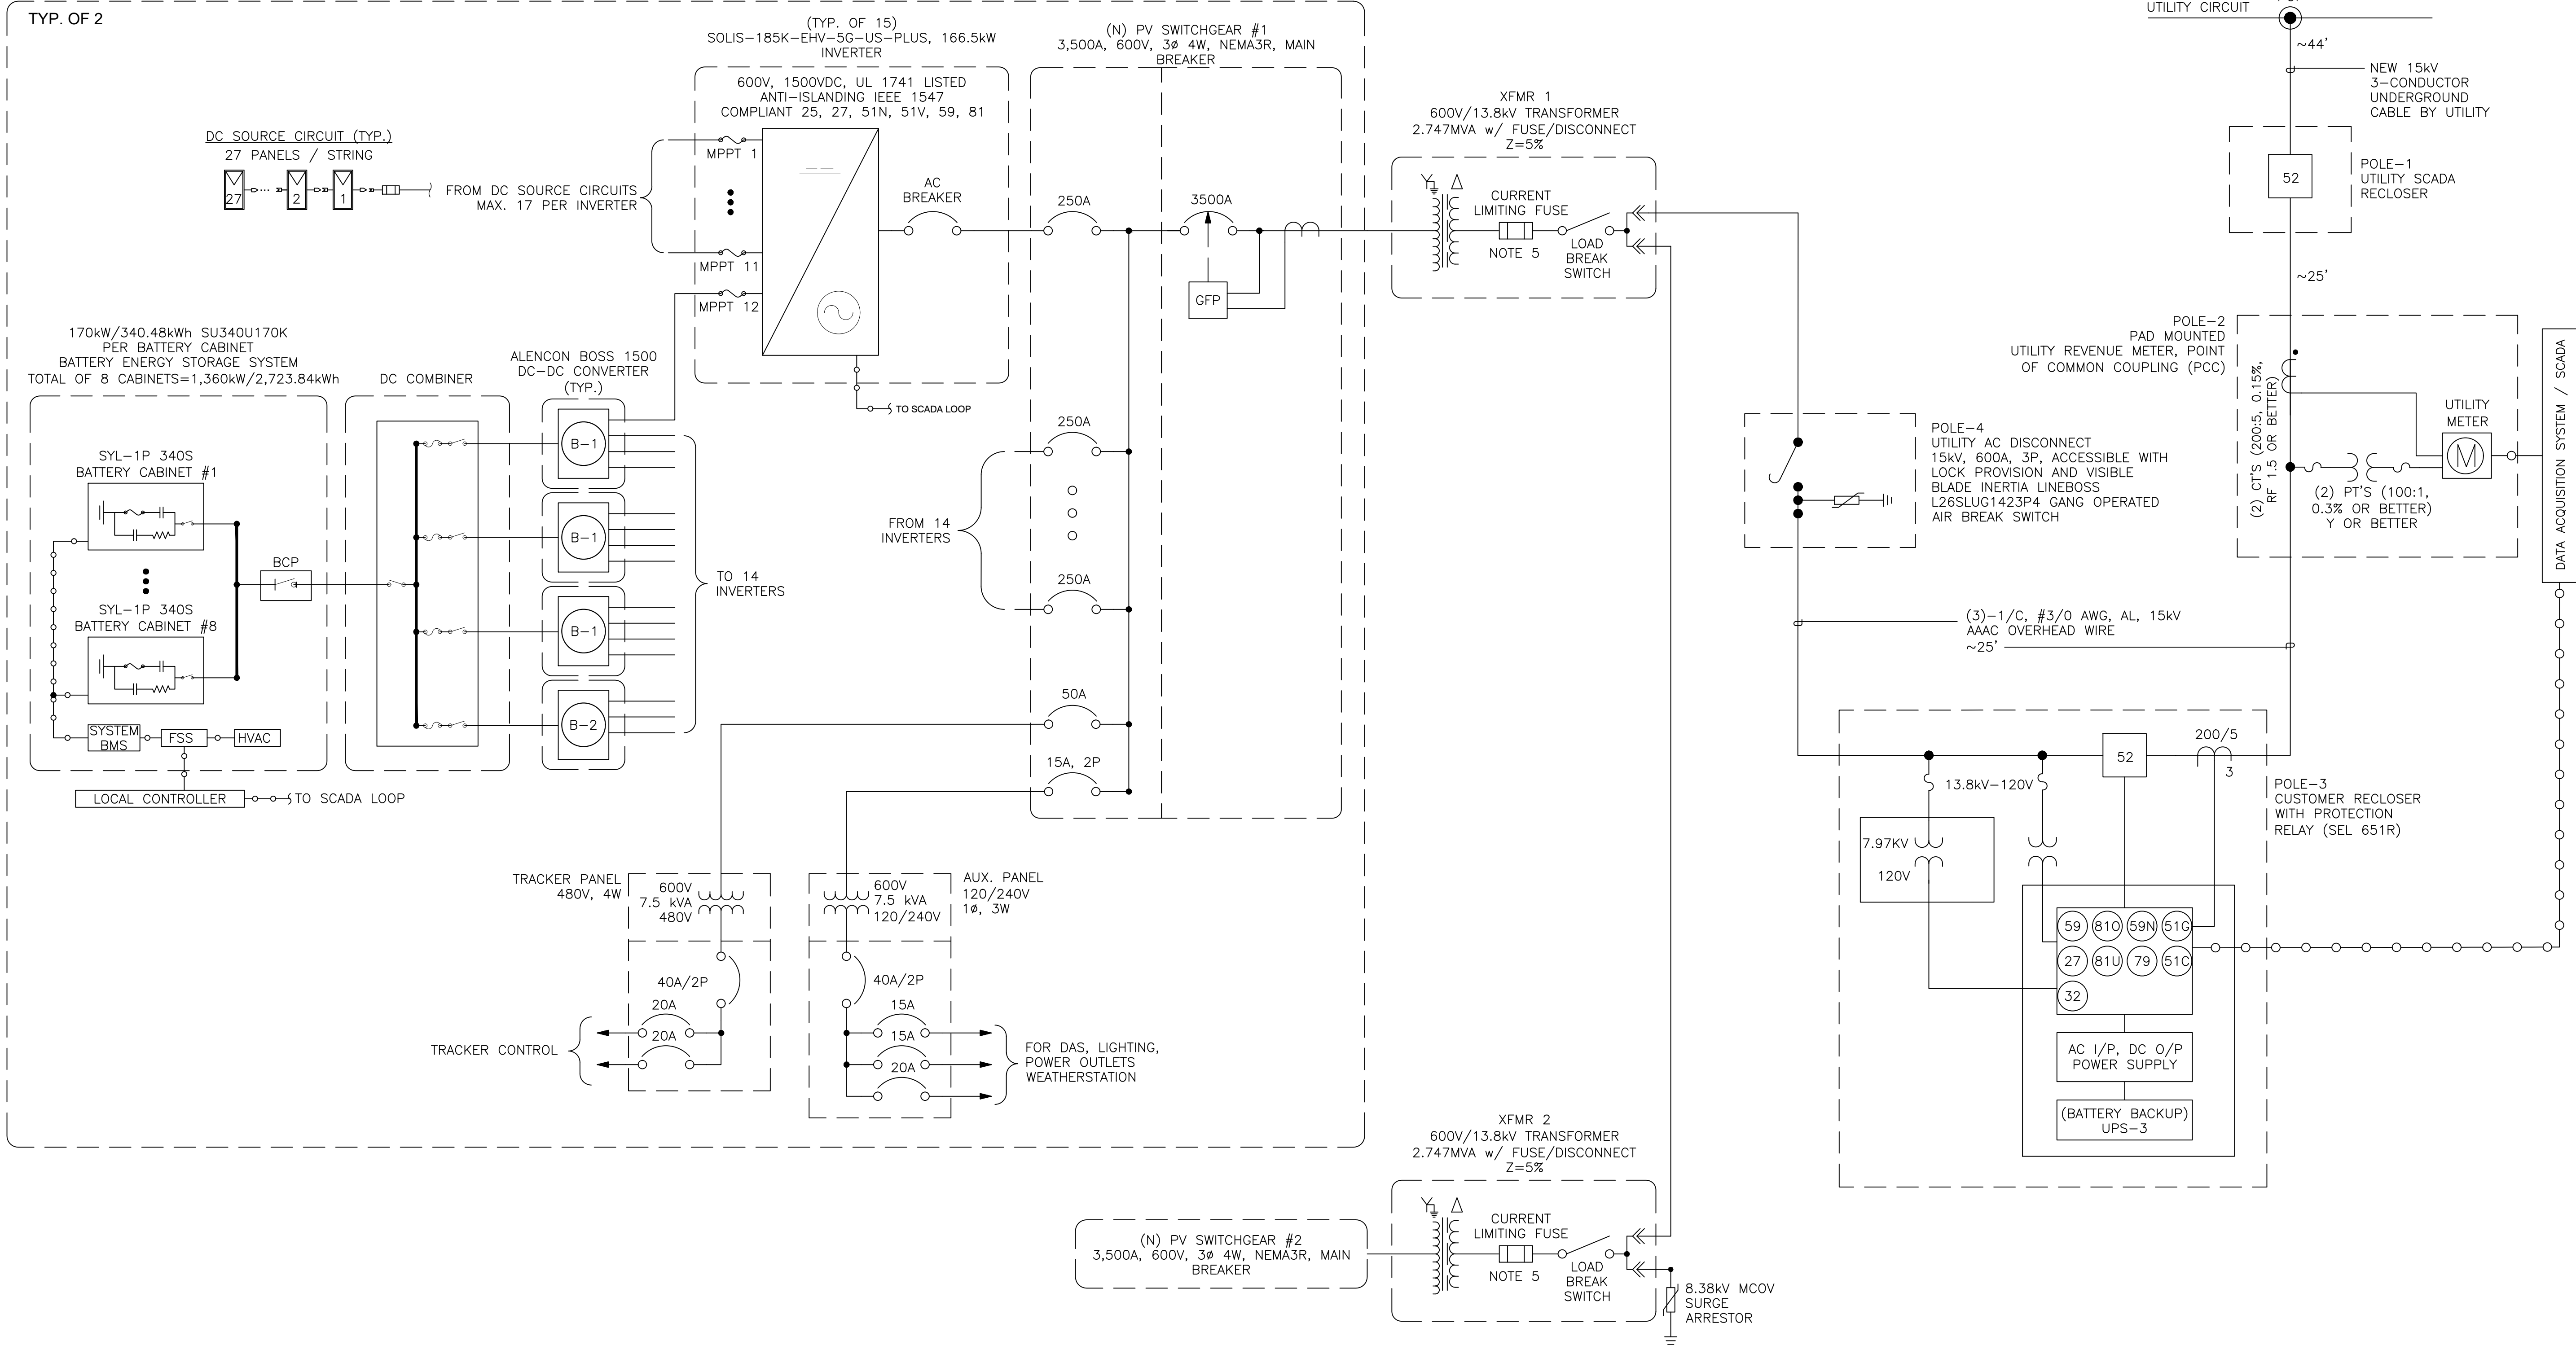 TYP. OF 2
(TYP. OF 15)
SOLIS-185K-EHV-5G-US-PLUS, 166.5kW
INVERTER
600V, 1500VDC, UL 1741 LISTED
ANTI-ISLANDING IEEE 1547
COMPLIANT 25, 27, 51N, 51V, 59, 81
DC SOURCE CIRCUIT (TYP.)
27 PANELS / STRING
27
2
1
FROM DC SOURCE CIRCUITS
MAX. 17 PER INVERTER
MPPT 1
MPPT 11
MPPT 12
AC
BREAKER
TO SCADA LOOP
170kW/340.48kWh SU340U170K
PER BATTERY CABINET
BATTERY ENERGY STORAGE SYSTEM
TOTAL OF 8 CABINETS=1,360kW/2,723.84kWh
SYL-1P 340S
BATTERY CABINET #1
SYL-1P 340S
BATTERY CABINET #8
SYSTEM
BMS
FSS
HVAC
LOCAL CONTROLLER
TO SCADA LOOP
BCP
DC COMBINER
ALENCON BOSS 1500
DC-DC CONVERTER
(TYP.)
B-1
B-1
B-1
B-2
TO 14
INVERTERS
(N) PV SWITCHGEAR #1
3,500A, 600V, 3ø 4W, NEMA3R, MAIN
BREAKER
250A
3500A
GFP
250A
FROM 14
INVERTERS
250A
50A
15A, 2P
TRACKER PANEL
480V, 4W
600V
7.5 kVA
480V
40A/2P
20A
20A
TRACKER CONTROL
AUX. PANEL
120/240V
1ø, 3W
600V
7.5 kVA
120/240V
40A/2P
15A
15A
20A
FOR DAS, LIGHTING,
POWER OUTLETS
WEATHERSTATION
XFMR 1
600V/13.8kV TRANSFORMER
2.747MVA w/ FUSE/DISCONNECT
Z=5%
Y
Δ
CURRENT
LIMITING FUSE
NOTE 5
LOAD
BREAK
SWITCH
XFMR 2
600V/13.8kV TRANSFORMER
2.747MVA w/ FUSE/DISCONNECT
Z=5%
Y
Δ
CURRENT
LIMITING FUSE
NOTE 5
LOAD
BREAK
SWITCH
(N) PV SWITCHGEAR #2
3,500A, 600V, 3ø 4W, NEMA3R, MAIN
BREAKER
8.38kV MCOV
SURGE
ARRESTOR
UTILITY CIRCUIT
~44'
NEW 15kV
3-CONDUCTOR
UNDERGROUND
CABLE BY UTILITY
52
POLE-1
UTILITY SCADA
RECLOSER
~25'
POLE-2
PAD MOUNTED
UTILITY REVENUE METER, POINT
OF COMMON COUPLING (PCC)
(2) CT'S (200:5, 0.15%,
RF 1.5 OR BETTER)
UTILITY
METER
M
(2) PT'S (100:1,
0.3% OR BETTER)
Y OR BETTER
DATA ACQUISITION SYSTEM / SCADA
POLE-4
UTILITY AC DISCONNECT
15kV, 600A, 3P, ACCESSIBLE WITH
LOCK PROVISION AND VISIBLE
BLADE INERTIA LINEBOSS
L26SLUG1423P4 GANG OPERATED
AIR BREAK SWITCH
(3)-1/C, #3/0 AWG, AL, 15kV
AAAC OVERHEAD WIRE
~25'
52
200/5
3
13.8kV-120V
7.97KV
120V
POLE-3
CUSTOMER RECLOSER
WITH PROTECTION
RELAY (SEL 651R)
59
81O
59N
51G
27
81U
79
51C
32
AC I/P, DC O/P
POWER SUPPLY
(BATTERY BACKUP)
UPS-3